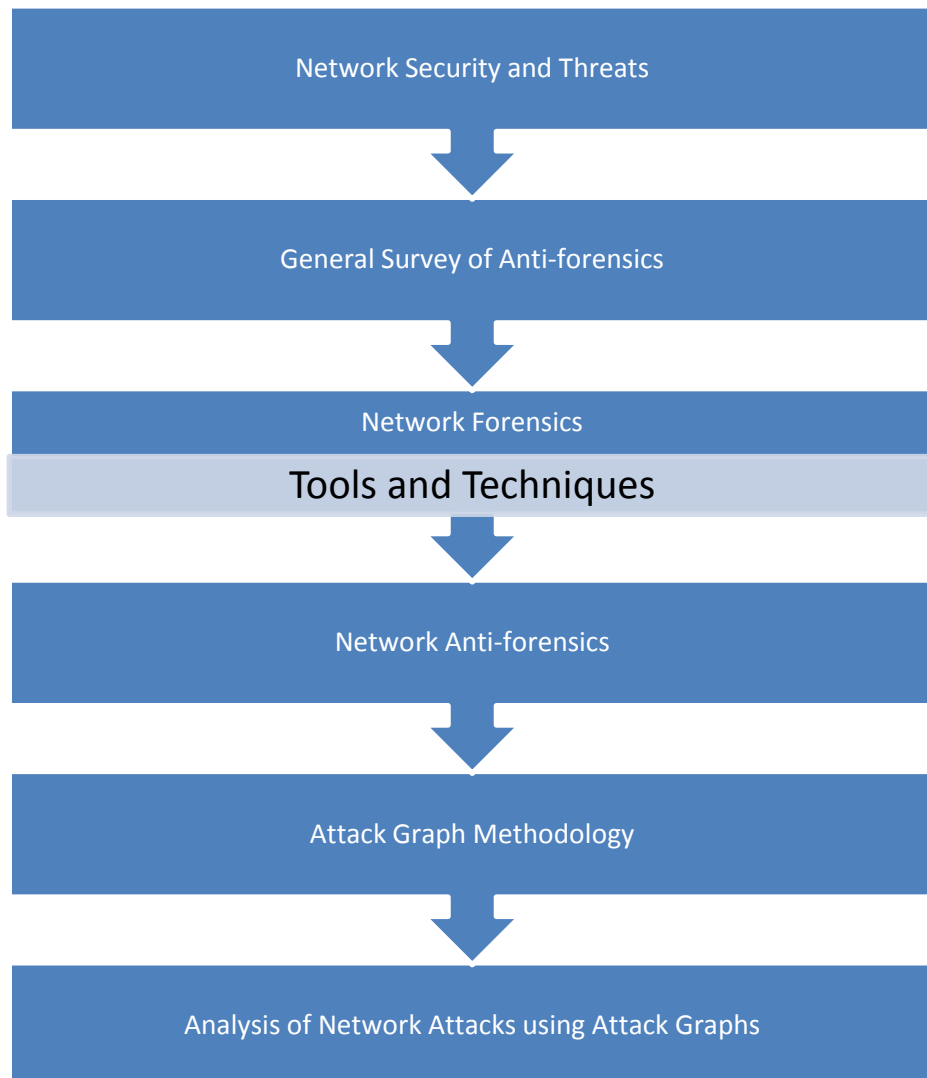 Network Security and Threats
General Survey of Anti-forensics
Network Forensics
Tools and Techniques
Network Anti-forensics
Attack Graph Methodology
Analysis of Network Attacks using Attack Graphs